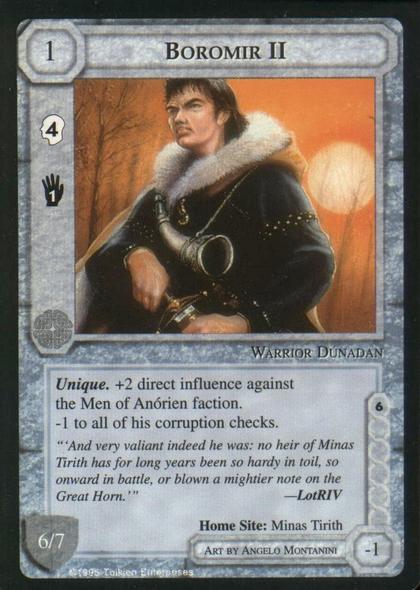 1
BOROMIR II
4
1
WARRIOR DÚNADAN
Unique. +2 direct influence against
the Men of Anórien faction.
-1 to all of his corruption checks.
“‘And very valiant indeed he was: no heir of Minas
Tirith has for long years been so hardy in toil, so
onward in battle, or blown a mightier note on the
Great Horn.’” —LotRIV
6
Home Site: Minas Tirith
6/7
ART BY ANGELO MONTANINI
-1
©1995 Tolkien Enterprises